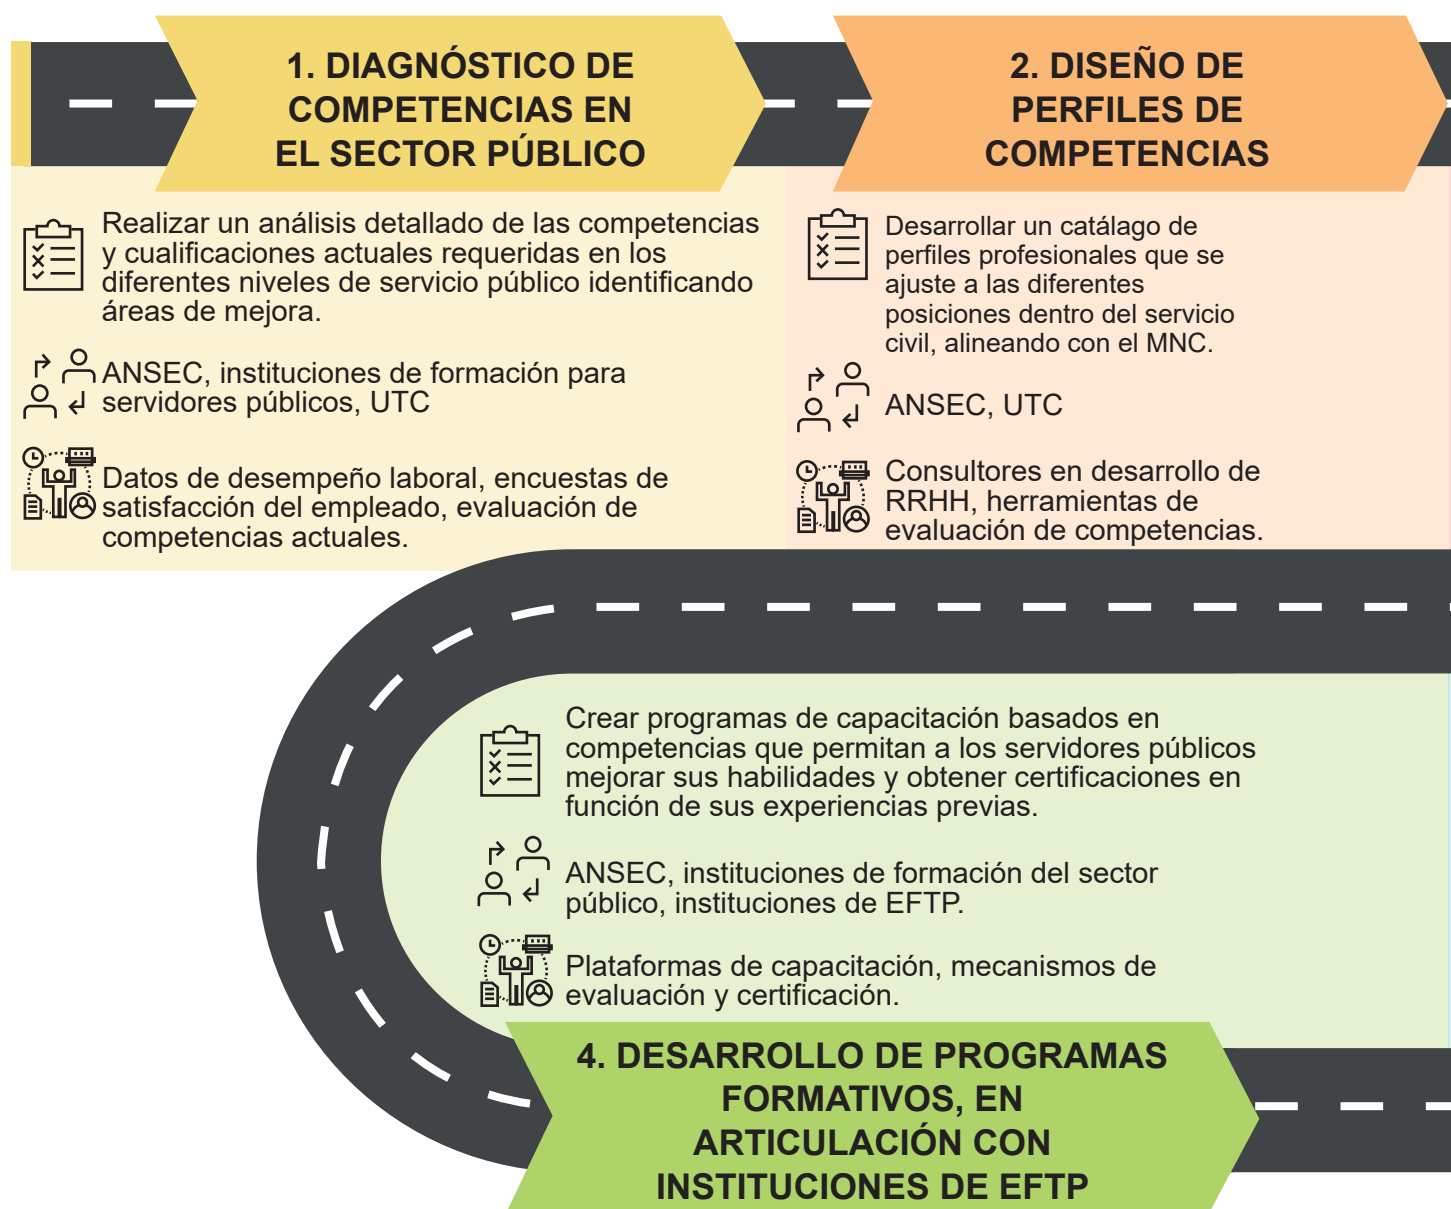 1. DIAGNÓSTICO DE
COMPETENCIAS EN
EL SECTOR PÚBLICO
Realizar un análisis detallado de las competencias
y cualificaciones actuales requeridas en los
diferentes niveles de servicio público identificando
áreas de mejora.
ANSEC, instituciones de formación para
servidores públicos, UTC
Datos de desempeño laboral, encuestas de
satisfacción del empleado, evaluación de
competencias actuales.
2. DISEÑO DE
PERFILES DE
COMPETENCIAS
Desarrollar un catálago de
perfiles profesionales que se
ajuste a las diferentes
posiciones dentro del servicio
civil, alineando con el MNC.
ANSEC, UTC
Consultores en desarrollo de
RRHH, herramientas de
evaluación de competencias.
Crear programas de capacitación basados en
competencias que permitan a los servidores públicos
mejorar sus habilidades y obtener certificaciones en
función de sus experiencias previas.
ANSEC, instituciones de formación del sector
público, instituciones de EFTP.
Plataformas de capacitación, mecanismos de
evaluación y certificación.
4. DESARROLLO DE PROGRAMAS
FORMATIVOS, EN
ARTICULACIÓN CON
INSTITUCIONES DE EFTP